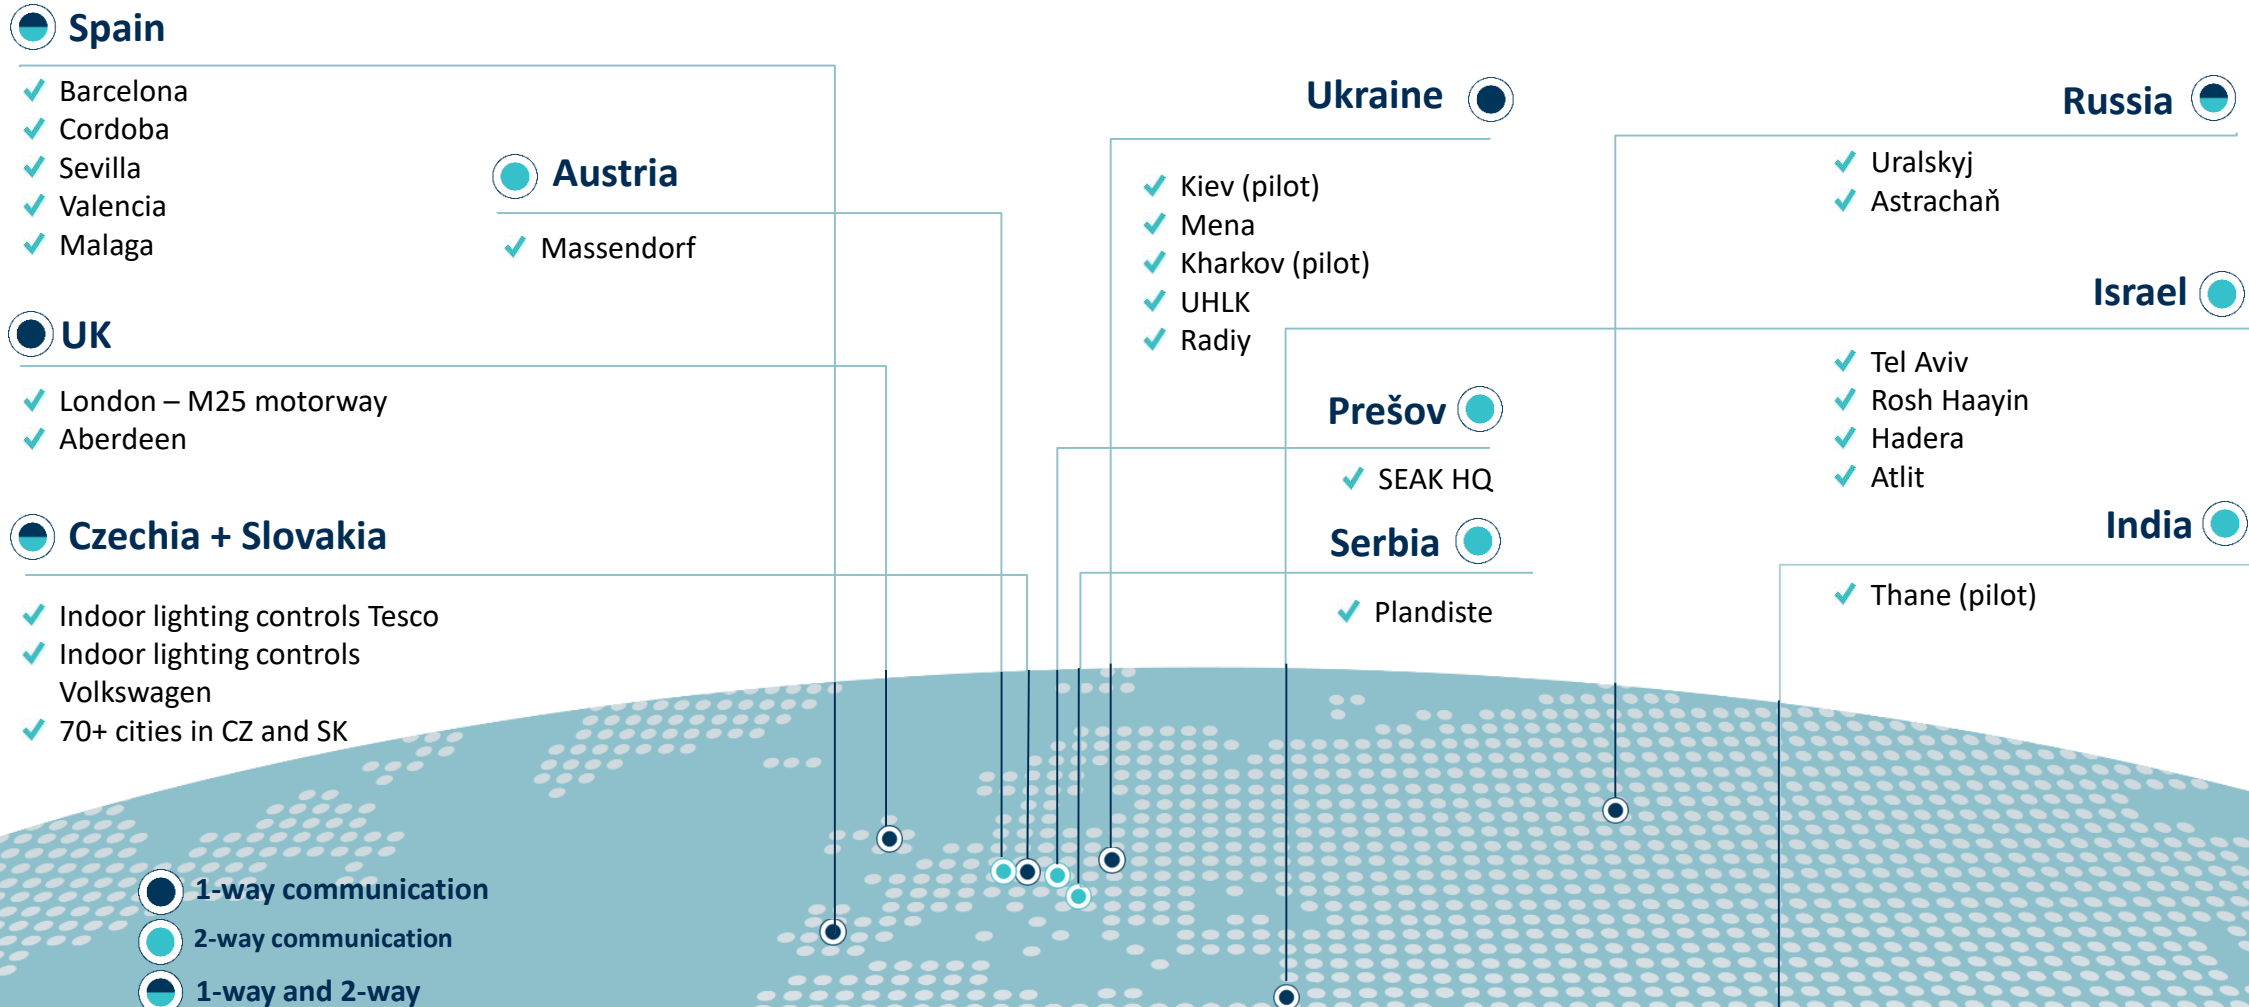 Spain
Barcelona
Cordoba
Sevilla
Valencia
Malaga
Austria
Massendorf
UK
London – M25 motorway
Aberdeen
Czechia + Slovakia
Indoor lighting controls Tesco
Indoor lighting controls
Volkswagen
70+ cities in CZ and SK
Ukraine
Kiev (pilot)
Mena
Kharkov (pilot)
UHLK
Radiy
Prešov
SEAK HQ
Serbia
Plandiste
Russia
Uralskyj
Astrachaň
Israel
Tel Aviv
Rosh Haayin
Hadera
Atlit
India
Thane (pilot)
1-way communication
2-way communication
1-way and 2-way